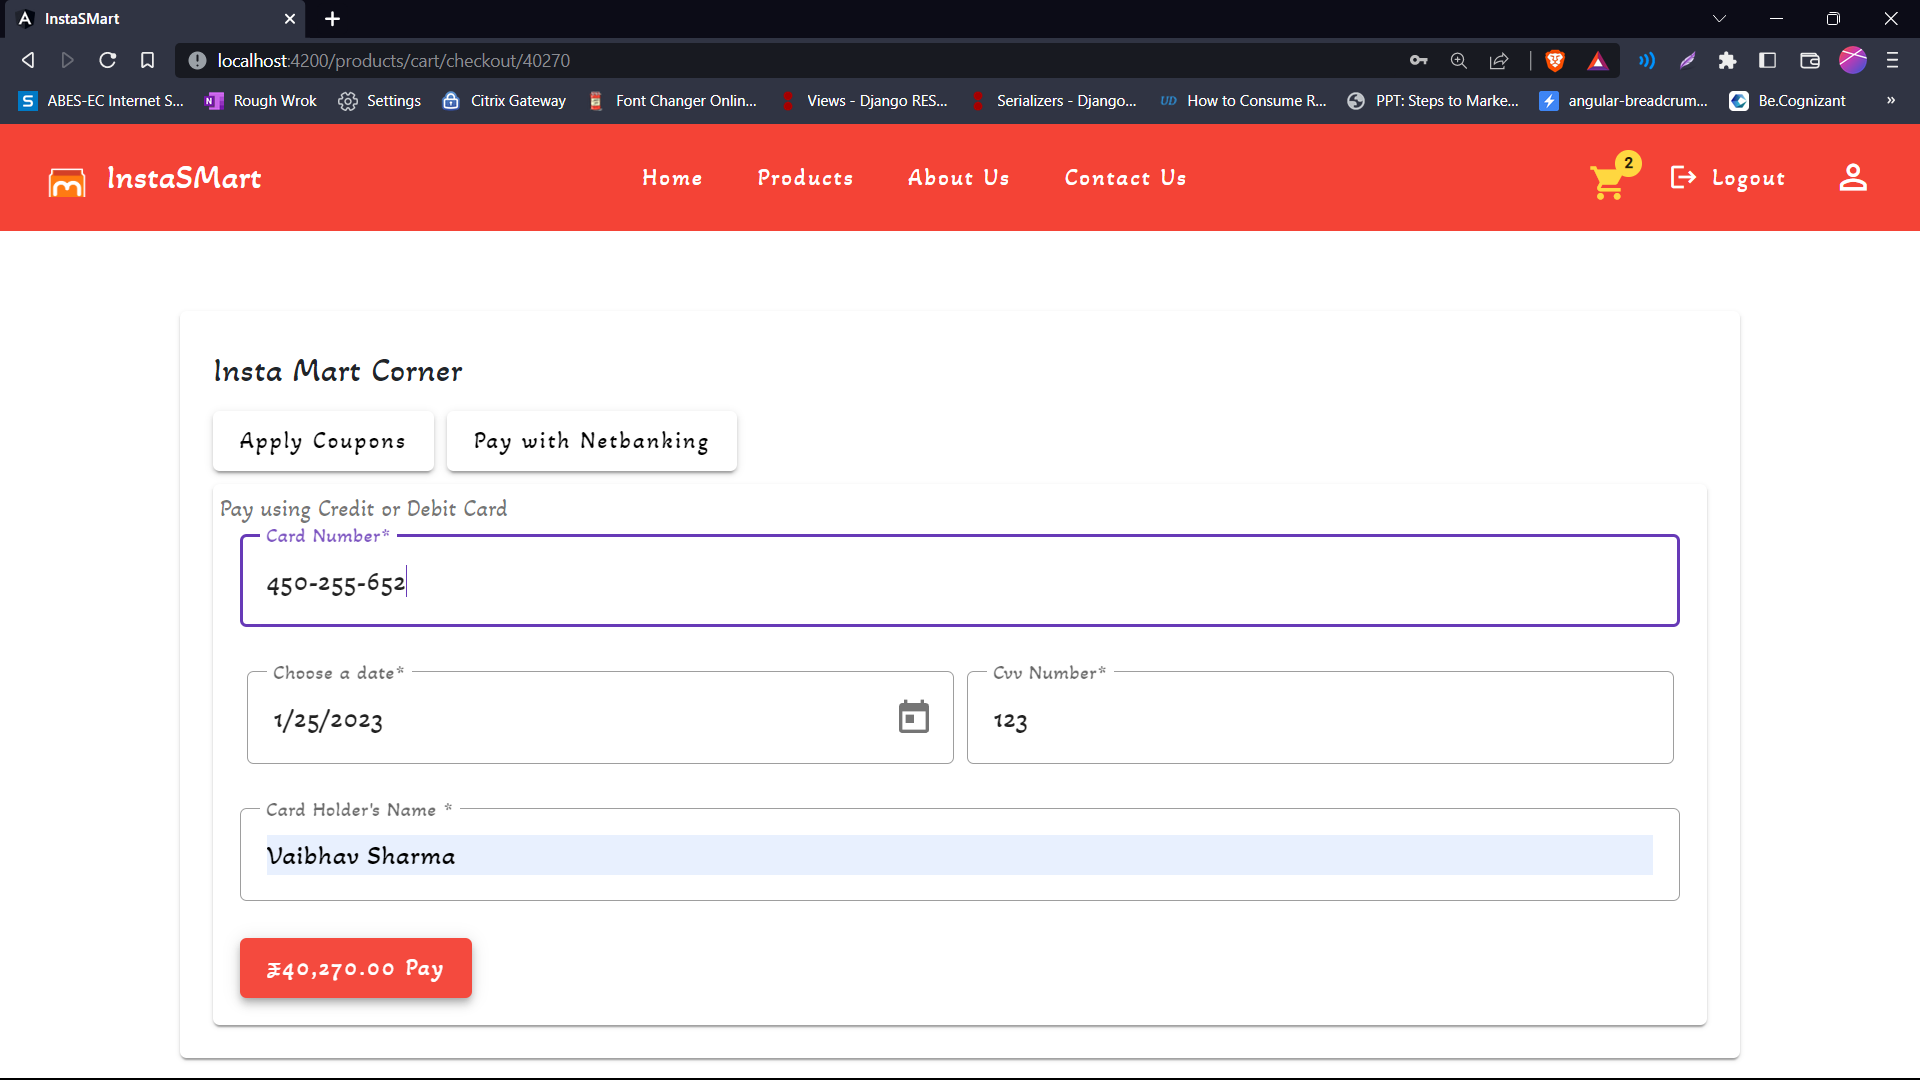 InstaSMart
localhost:4200/products/cart/checkout/40270
ABES-EC Internet S... Rough Wrok Settings Citrix Gateway Font Changer Onlin... Views - Django RES... Serializers - Django... How to Consume R... PPT: Steps to Marke... angular-breadcrum... Be.Cognizant »
InstaSMart Home Products About Us Contact Us 2 Logout
Insta Mart Corner
Apply Coupons Pay with Netbanking
Pay using Credit or Debit Card
Card Number*
450-255-652
Choose a date* Cvv Number*
1/25/2023 123
Card Holder's Name *
Vaibhav Sharma
₹40,270.00 Pay